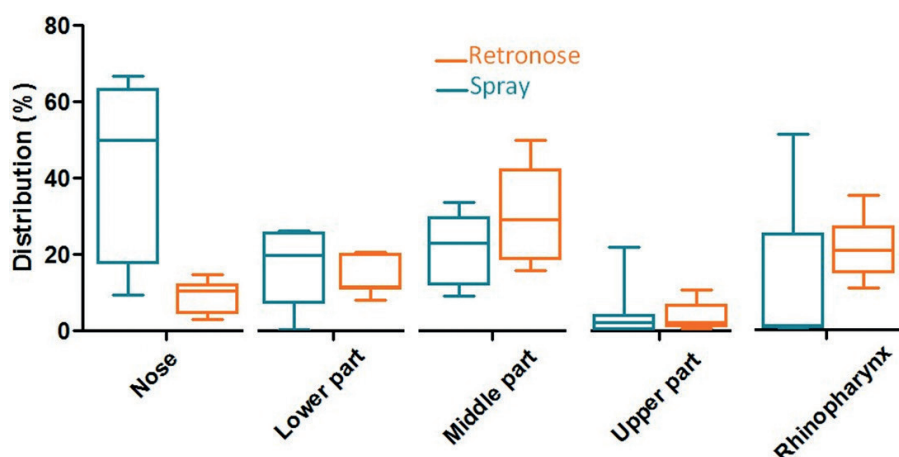 80
60
40
20
0
Distribution (%)
Retronose
Spray
Nose
Lower part
Middle part
Upper part
Rhinopharynx